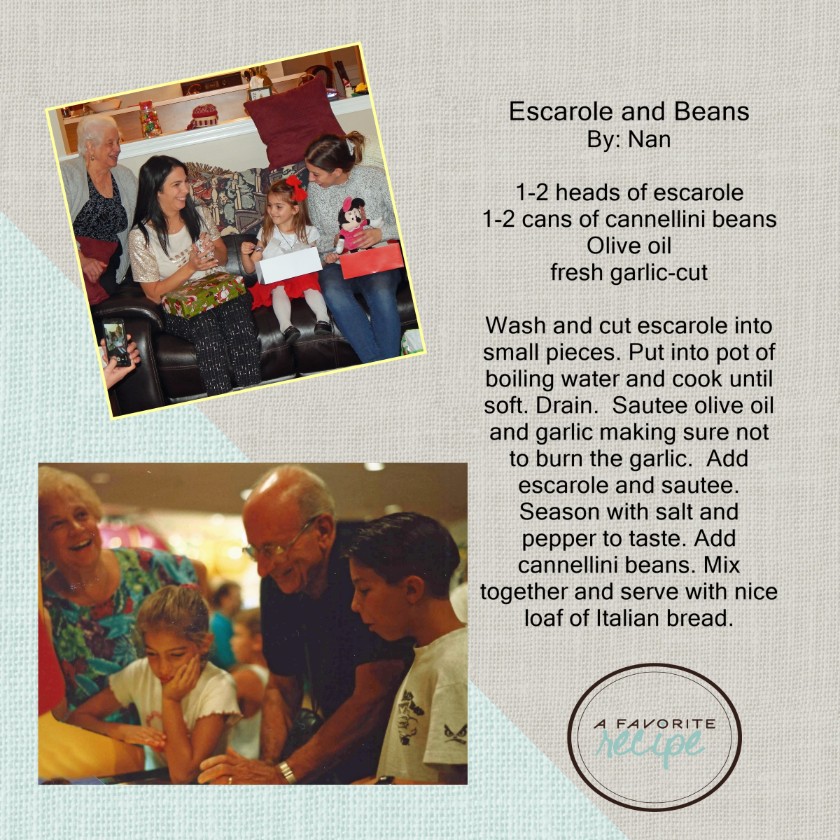 Escarole and Beans
By: Nan
1-2 heads of escarole
1-2 cans of cannellini beans
Olive oil
fresh garlic-cut
Wash and cut escarole into
small pieces. Put into pot of
boiling water and cook until
soft. Drain.  Sautee olive oil
and garlic making sure not
to burn the garlic.  Add
escarole and sautee.
Season with salt and
pepper to taste. Add
cannellini beans. Mix
together and serve with nice
loaf of Italian bread.
A FAVORITE
recipe